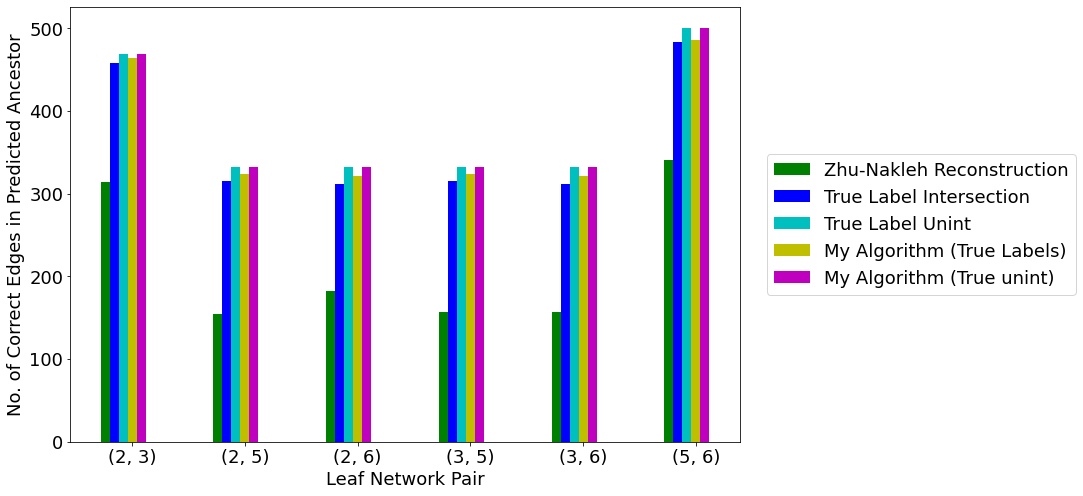 No. of Correct Edges in Predicted Ancestor
500
400
300
200
100
0
(2, 3)
(2, 5)
(2, 6)
(3, 5)
(3, 6)
(5, 6)
Leaf Network Pair
Zhu-Nakleh Reconstruction
True Label Intersection
True Label Unint
My Algorithm (True Labels)
My Algorithm (True unint)